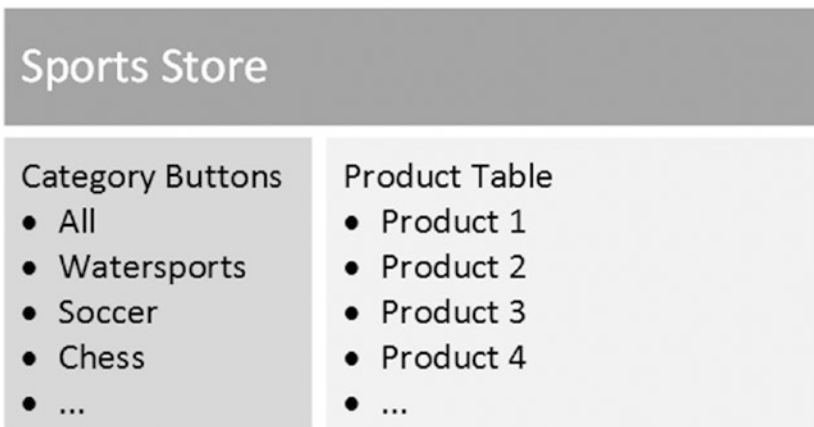 Sports Store
Category Buttons
• All
• Watersports
• Soccer
• Chess
• ...
Product Table
• Product 1
• Product 2
• Product 3
• Product 4
• ...